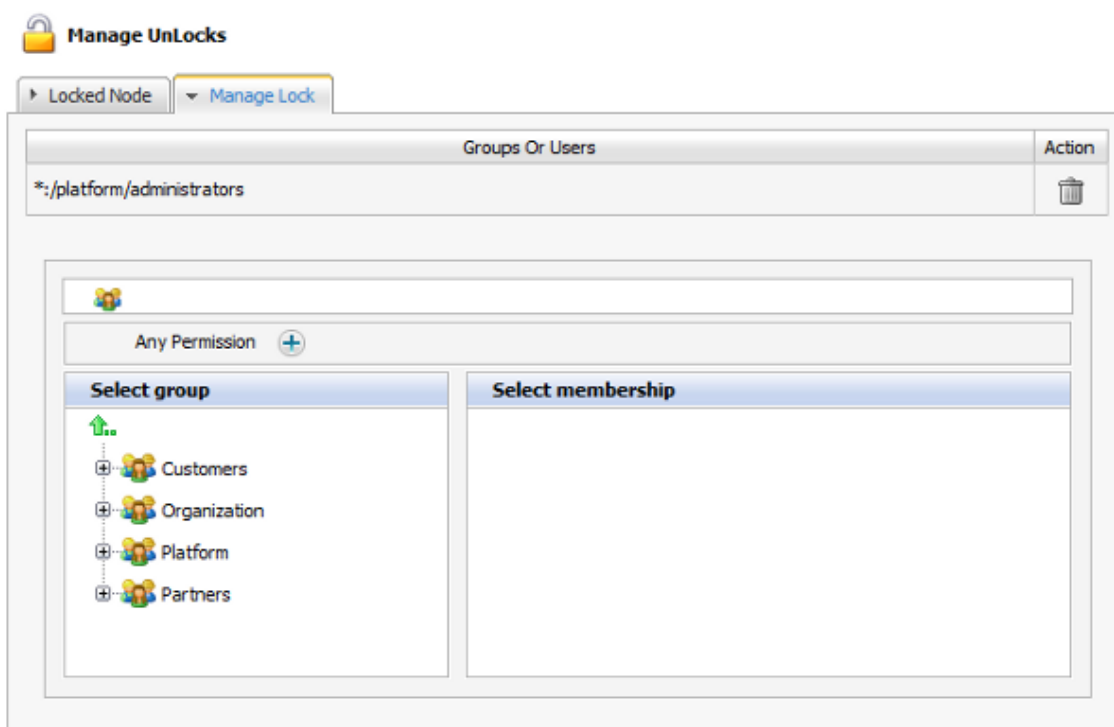 Manage UnLocks
Locked Node Manage Lock
Groups Or Users Action
*:/platform/administrators
Any Permission
Select group Select membership
Customers
Organization
Platform
Partners